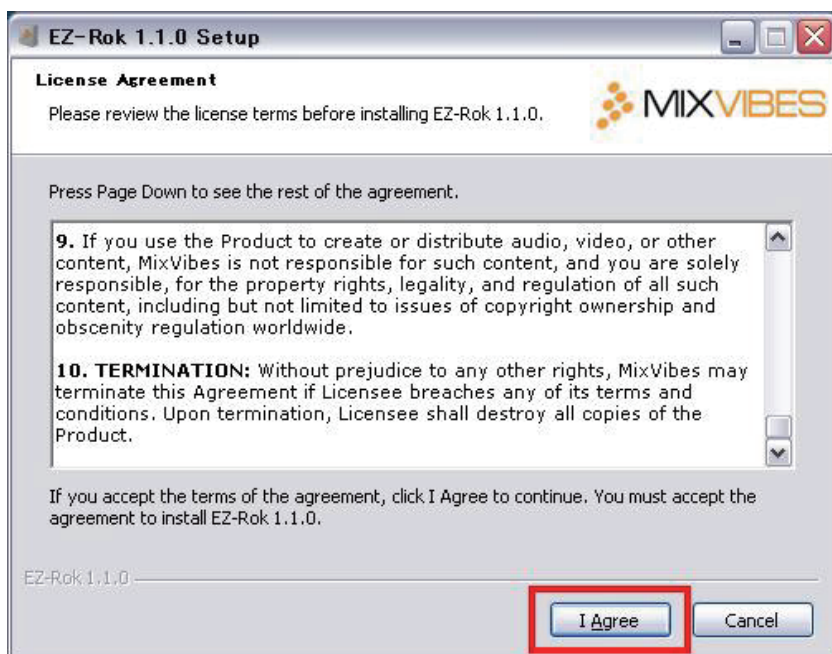 EZ-Rok 1.1.0 Setup
License Agreement
Please review the license terms before installing EZ-Rok 1.1.0.
MIXVIBES
Press Page Down to see the rest of the agreement.
9. If you use the Product to create or distribute audio, video, or other
content, MixVibes is not responsible for such content, and you are solely
responsible, for the property rights, legality, and regulation of all such
content, including but not limited to issues of copyright ownership and
obscenity regulation worldwide.
10. TERMINATION: Without prejudice to any other rights, MixVibes may
terminate this Agreement if Licensee breaches any of its terms and
conditions. Upon termination, Licensee shall destroy all copies of the
Product.
If you accept the terms of the agreement, click I Agree to continue. You must accept the
agreement to install EZ-Rok 1.1.0.
EZ-Rok 1.1.0
I Agree
Cancel